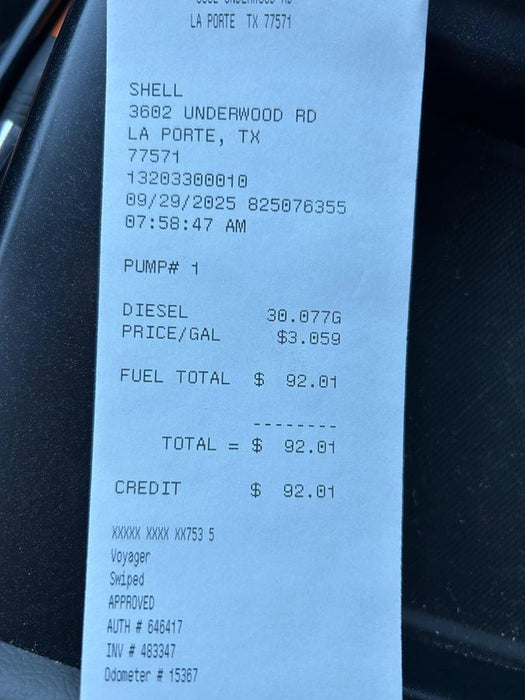 LA PORTE TX 77571
SHELL
3602 UNDERWOOD RD
LA PORTE, TX
77571
13203300010
09/29/2025 825076355
07:58:47 AM
PUMP# 1
DIESEL 30.077G
PRICE/GAL $3.059
FUEL TOTAL $ 92.01
--------
TOTAL = $ 92.01
CREDIT $ 92.01
XXXXX XXXX XX753 5
Voyager
Swiped
APPROVED
AUTH # 646417
INV # 483347
Odometer # 15367